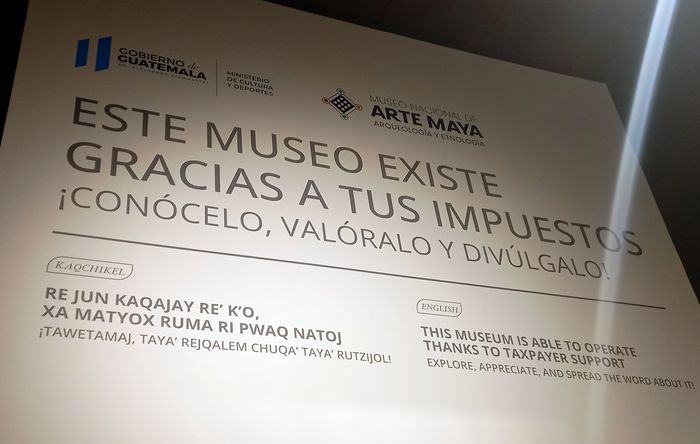 GOBIERNO de
GUATEMALA
DR. ALEJANDRO GIAMMATTEI
MINISTERIO
DE CULTURA
Y DEPORTES
MUSEO NACIONAL DE
ARTE MAYA
ARQUEOLOGÍA Y ETNOLOGÍA
ESTE MUSEO EXISTE
GRACIAS A TUS IMPUESTOS
¡CONÓCELO, VALÓRALO Y DIVÚLGALO!
KAQCHIKEL
RE JUN KAQAJAY RE' K'O,
XA MATYOX RUMA RI PWAQ NATOJ
¡TAWETAMAJ, TAYA' REJQALEM CHUQA' TAYA' RUTZIJOL!
ENGLISH
THIS MUSEUM IS ABLE TO OPERATE
THANKS TO TAXPAYER SUPPORT
EXPLORE, APPRECIATE, AND SPREAD THE WORD ABOUT IT!